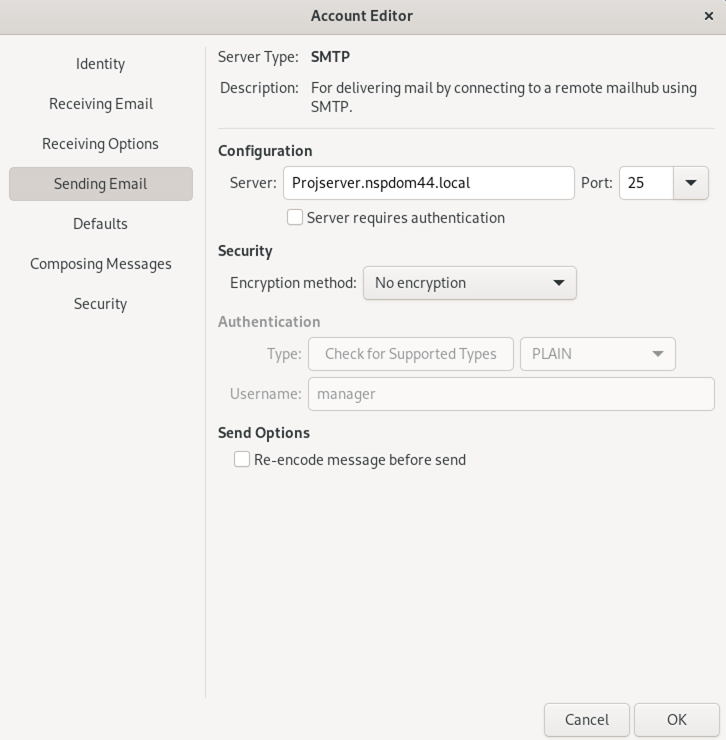 Account Editor
×
Identity
Receiving Email
Receiving Options
Sending Email
Defaults
Composing Messages
Security
Server Type: SMTP
Description: For delivering mail by connecting to a remote mailhub using
SMTP.
Configuration
Server: Projserver.nspdom44.local Port: 25
Server requires authentication
Security
Encryption method: No encryption
Authentication
Type: Check for Supported Types PLAIN
Username: manager
Send Options
Re-encode message before send
Cancel OK